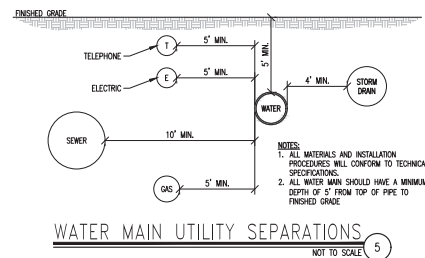 FINISHED GRADE
TELEPHONE
T
5' MIN.
ELECTRIC
E
5' MIN.
5' MIN.
WATER
4' MIN.
STORM
DRAIN
SEWER
10' MIN.
GAS
5' MIN.
NOTES:
1. ALL MATERIALS AND INSTALLATION
PROCEDURES WILL CONFORM TO TECHNICA
SPECIFICATIONS.
2. ALL WATER MAIN SHOULD HAVE A MINIMUM
DEPTH OF 5' FROM TOP OF PIPE TO
FINISHED GRADE
WATER MAIN UTILITY SEPARATIONS
5
NOT TO SCALE